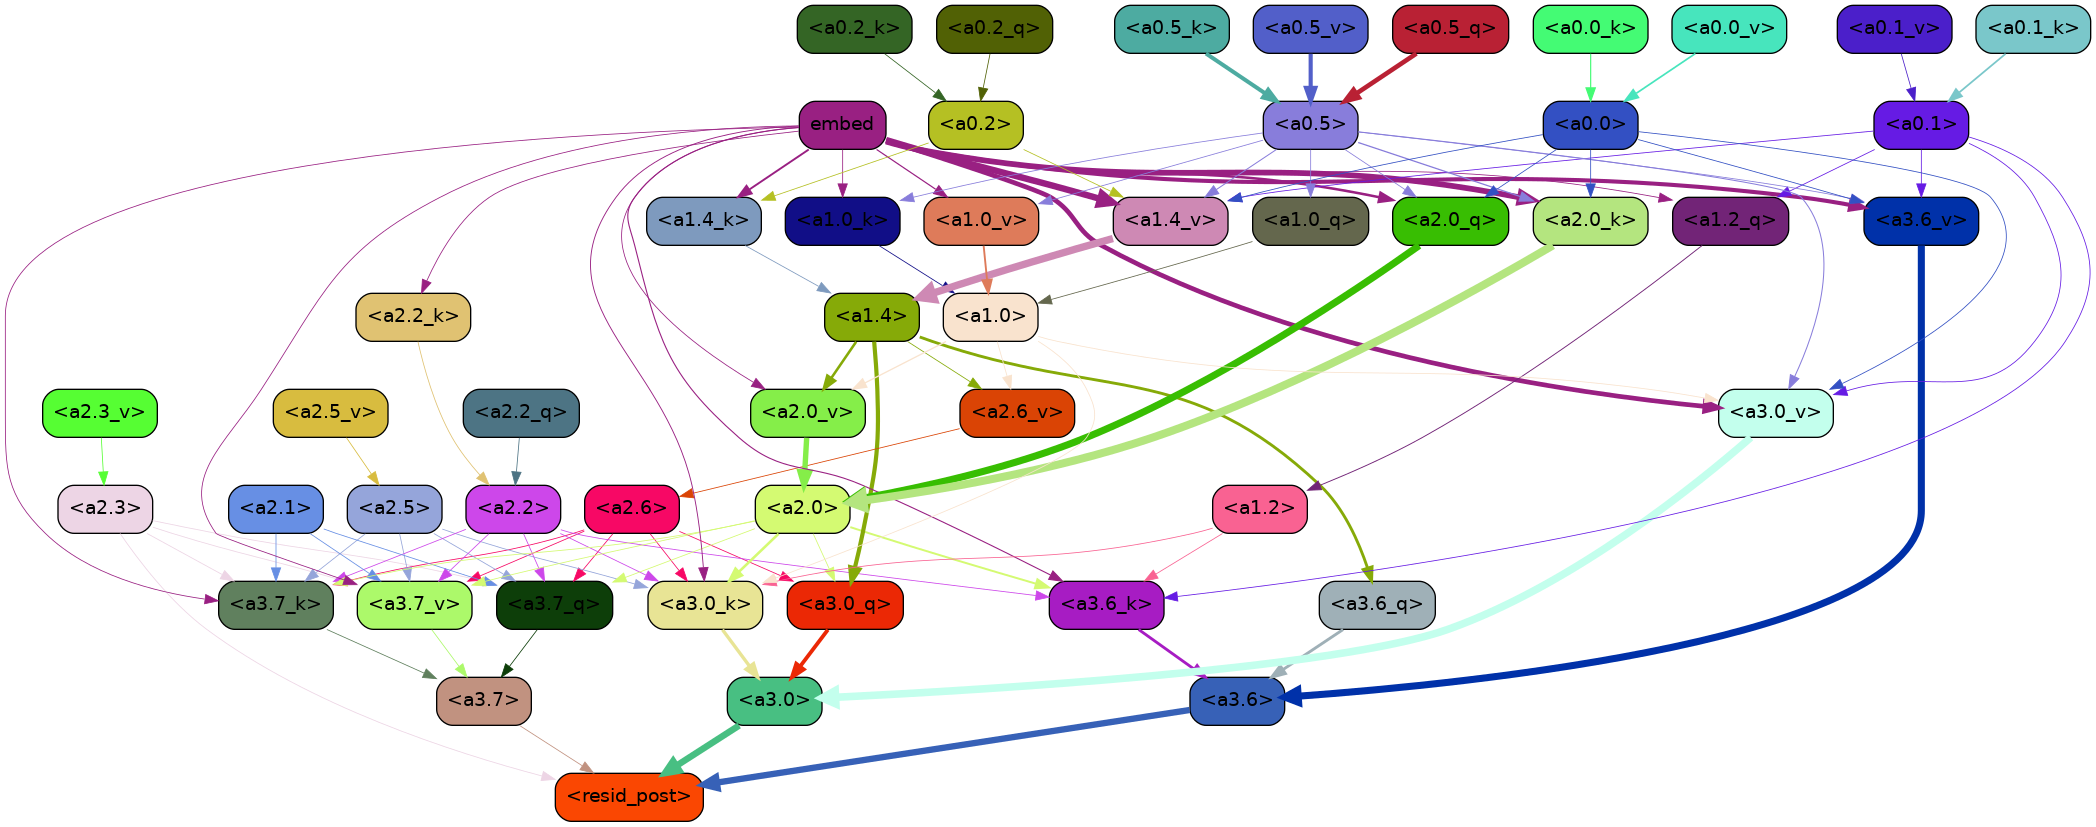 <a0.2_k> <a0.2_q> <a0.5_k> <a0.5_v> <a0.5_q> <a0.0_k> <a0.0_v> <a0.1_v> <a0.1_k>
embed <a0.2> <a0.5> <a0.0> <a0.1>
<a1.4_k> <a1.0_k> <a1.0_v> <a1.4_v> <a1.0_q> <a2.0_q> <a2.0_k> <a1.2_q> <a3.6_v>
<a2.2_k> <a1.4> <a1.0>
<a2.3_v> <a2.5_v> <a2.2_q> <a2.0_v> <a2.6_v> <a3.0_v>
<a2.3> <a2.1> <a2.5> <a2.2> <a2.6> <a2.0> <a1.2>
<a3.7_k> <a3.7_v> <a3.7_q> <a3.0_k> <a3.0_q> <a3.6_k> <a3.6_q>
<a3.7> <a3.0> <a3.6>
<resid_post>